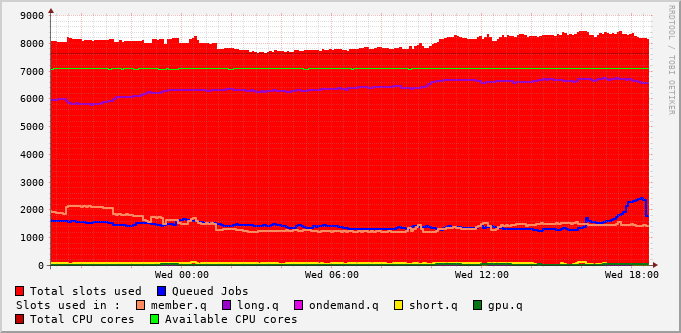 RRDTOOL / TOBI OETIKER
9000
8000
7000
6000
5000
4000
3000
2000
1000
0
Wed 00:00 Wed 06:00 Wed 12:00 Wed 18:00
Total slots used Queued Jobs
Slots used in : member.q long.q ondemand.q short.q gpu.q
Total CPU cores Available CPU cores